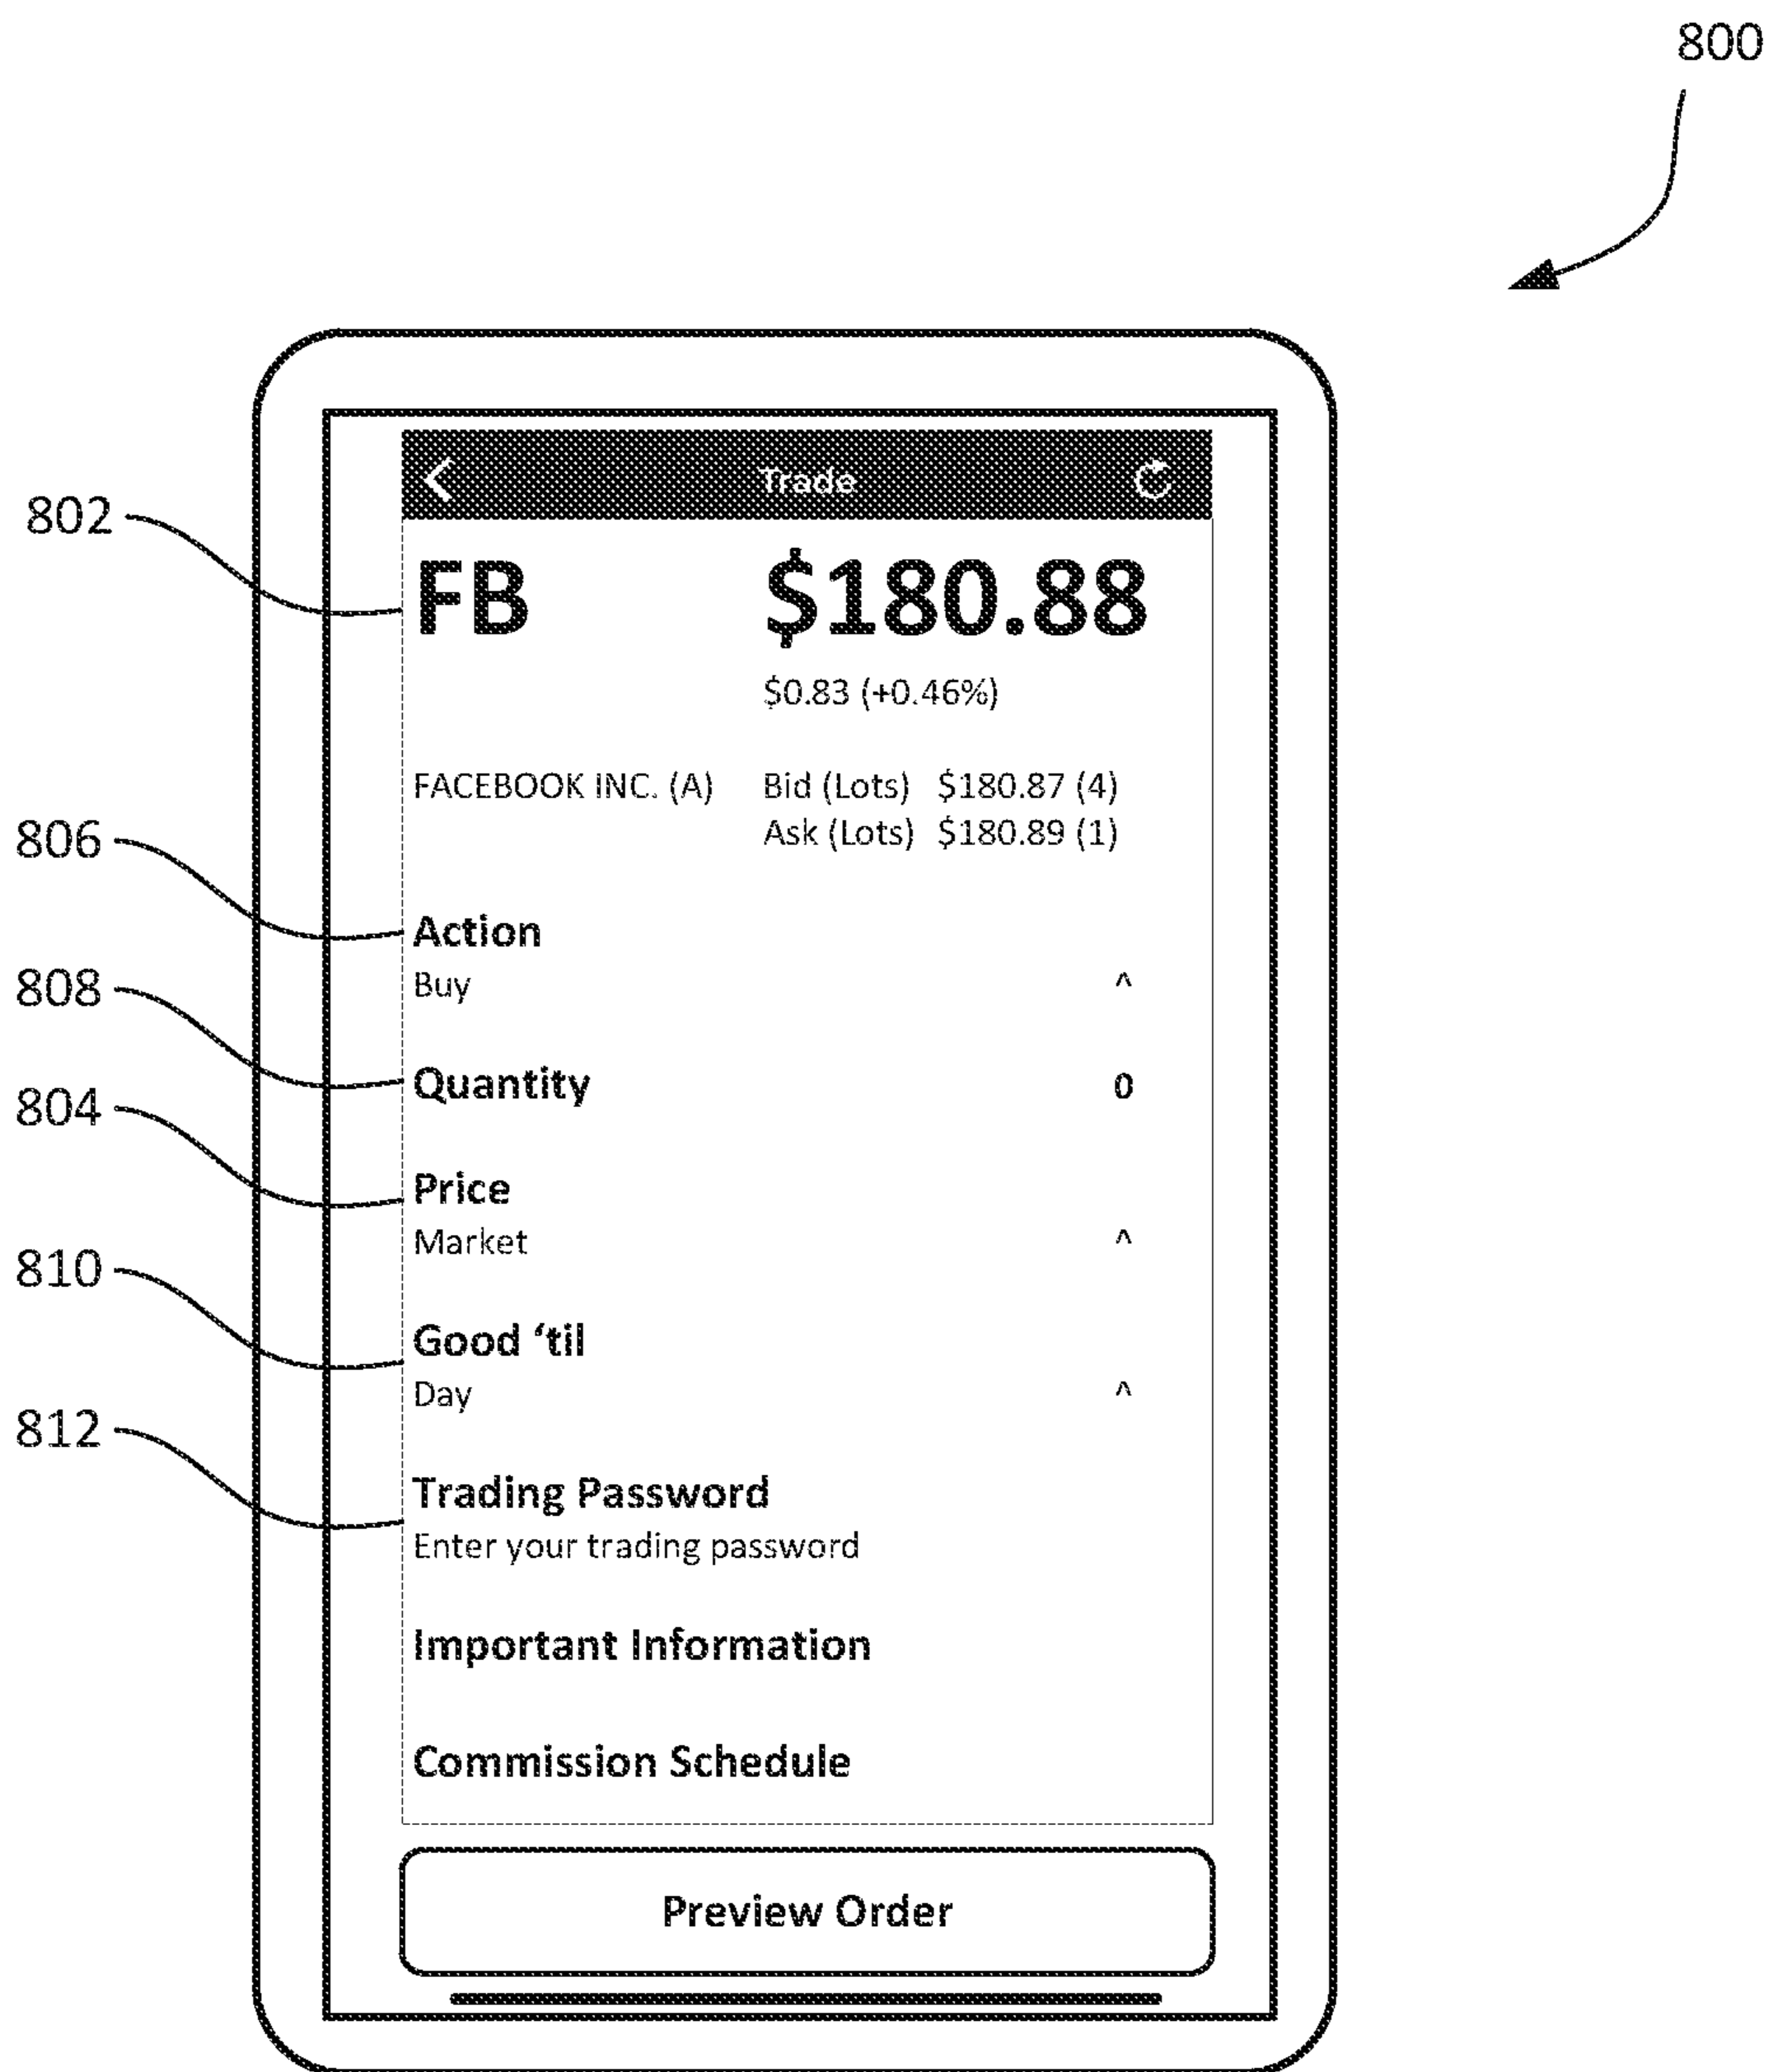 800
Trade
802
FB $180.88
$0.83 (+0.46%)
FACEBOOK INC. (A) Bid (Lots) $180.87 (4)
Ask (Lots) $180.89 (1)
806
Action
Buy ^
808
Quantity 0
804
Price
Market ^
810
Good ‘til
Day ^
812
Trading Password
Enter your trading password
Important Information
Commission Schedule
Preview Order